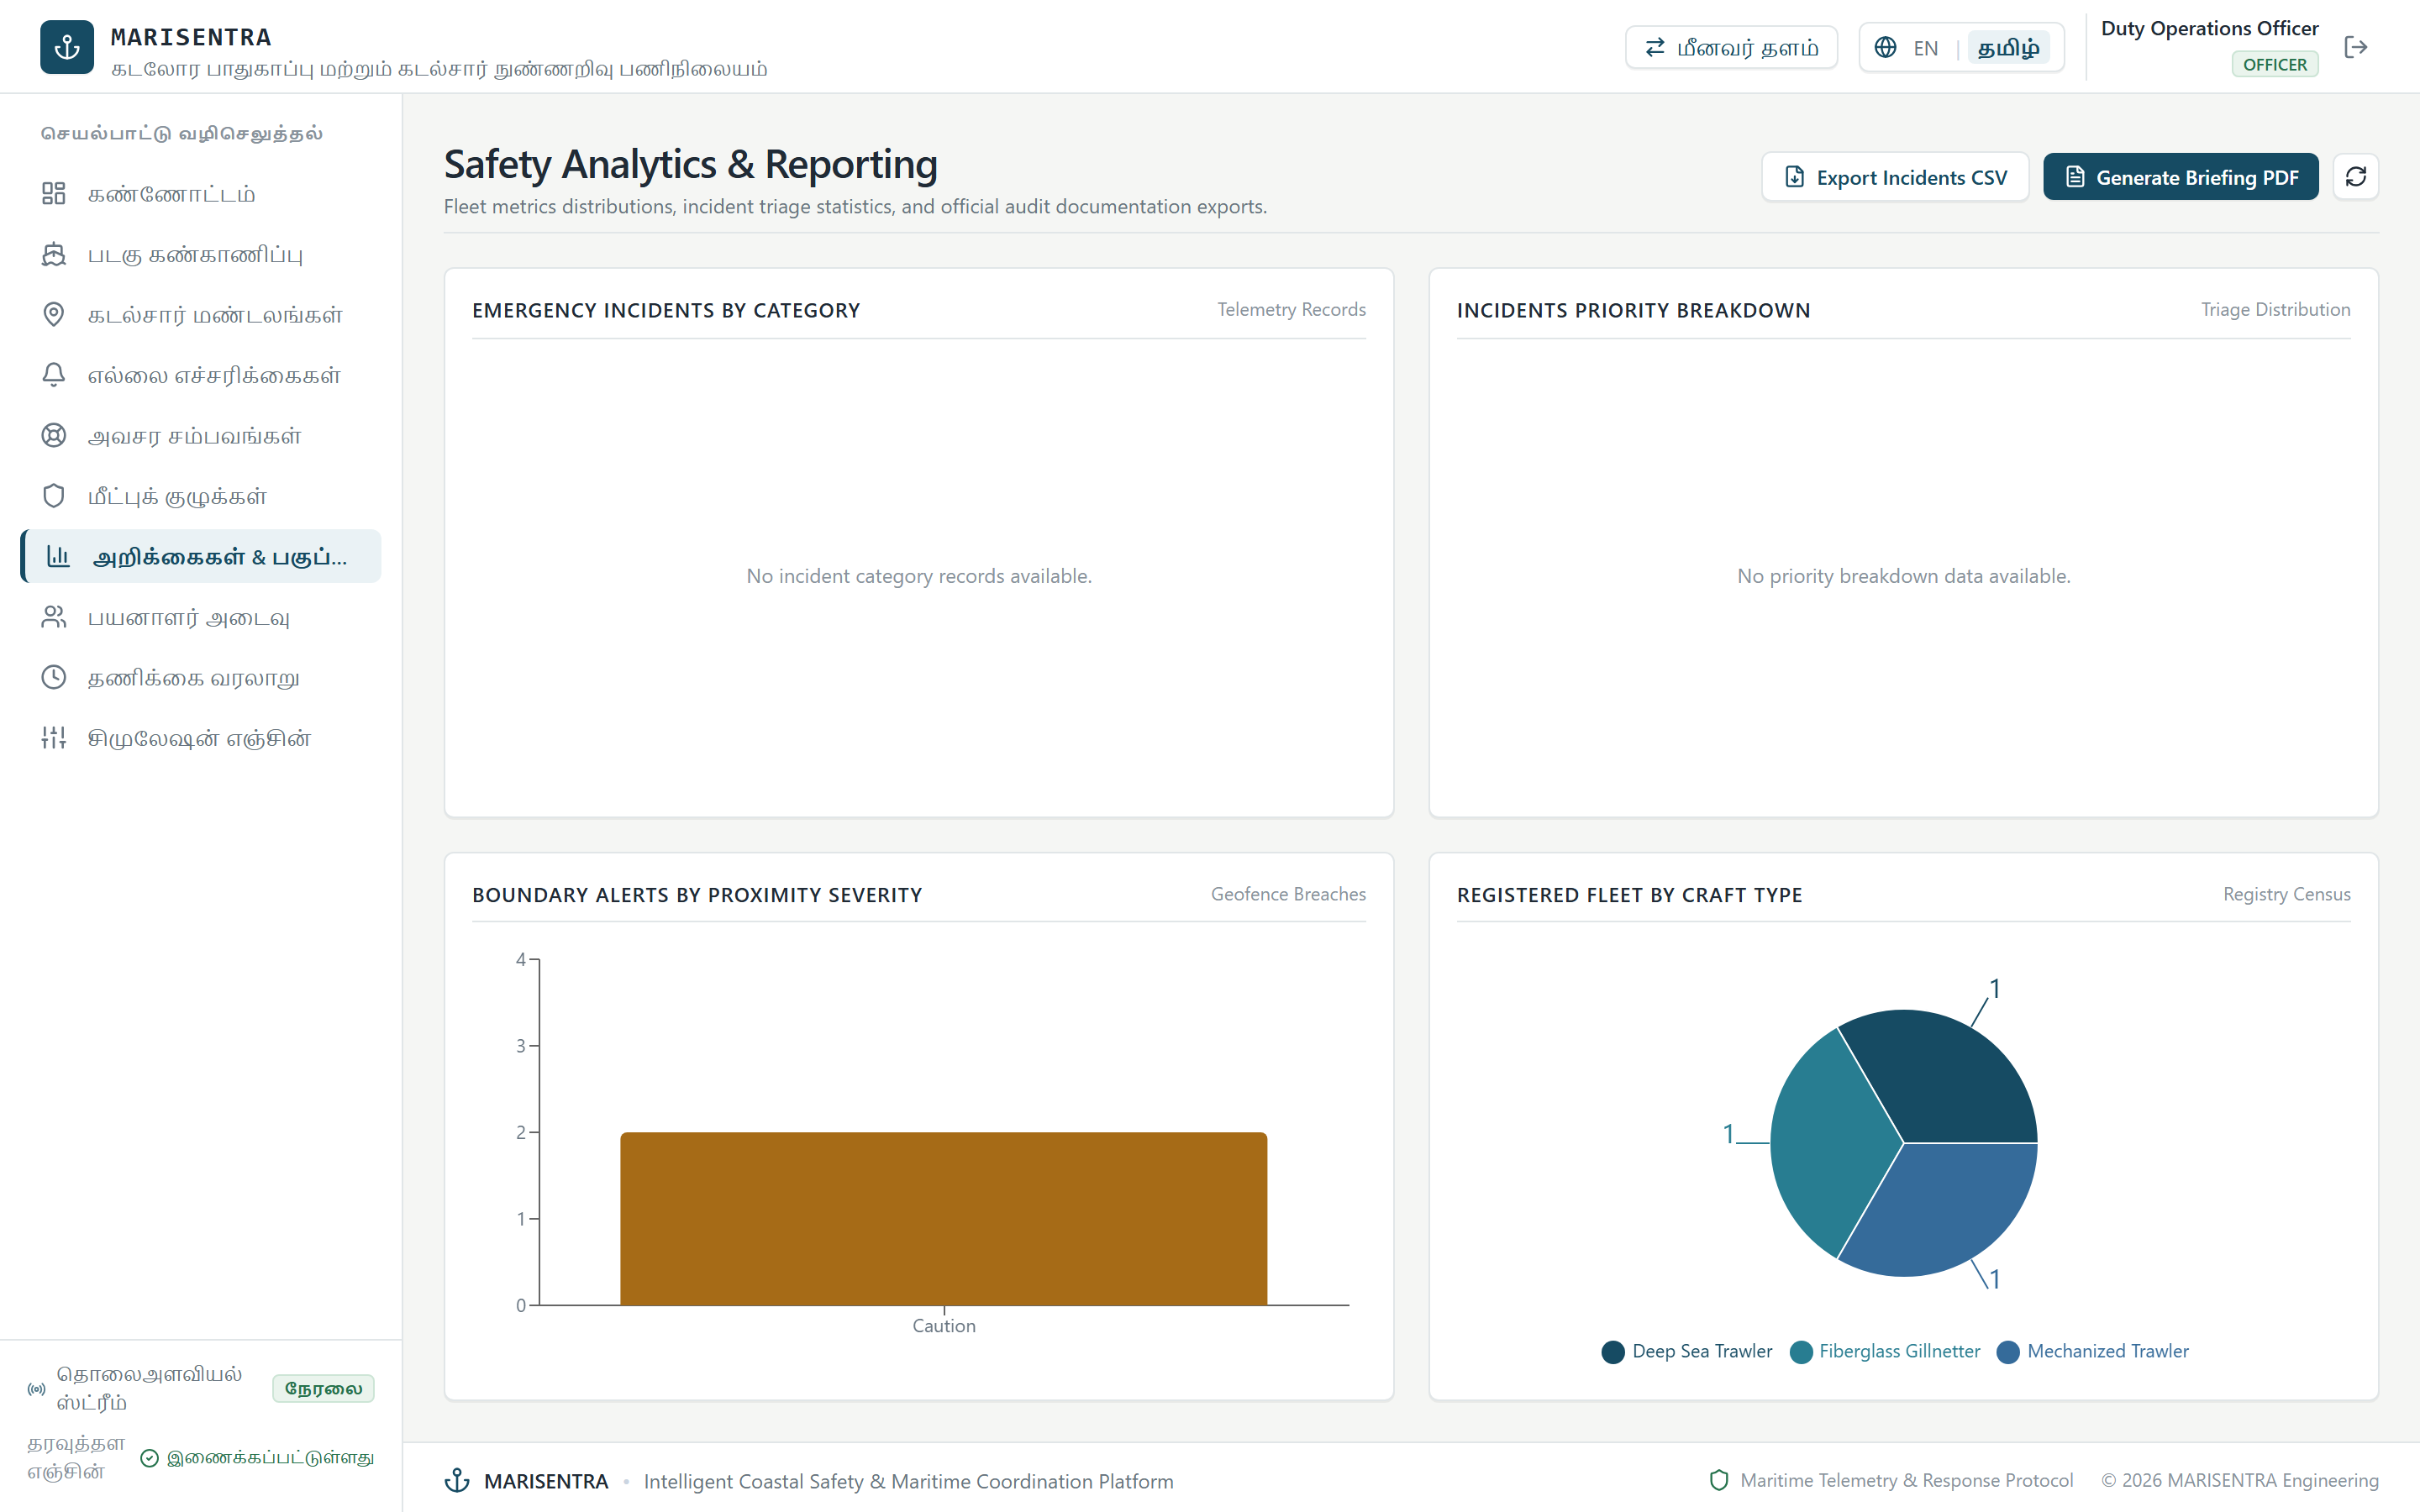 MARISENTRA
கடலோர பாதுகாப்பு மற்றும் கடல்சார் நுண்ணறிவு பணிநிலையம்
மீனவர் தளம்
EN | தமிழ்
Duty Operations Officer
OFFICER
செயல்பாட்டு வழிசெலுத்தல்
கண்ணோட்டம்
படகு கண்காணிப்பு
கடல்சார் மண்டலங்கள்
எல்லை எச்சரிக்கைகள்
அவசர சம்பவங்கள்
மீட்புக் குழுக்கள்
அறிக்கைகள் & பகுப்...
பயனாளர் அடைவு
தணிக்கை வரலாறு
சிமுலேஷன் எஞ்சின்
தொலைஅளவியல்
ஸ்ட்ரீம்
நேரலை
தரவுத்தள
எஞ்சின்
இணைக்கப்பட்டுள்ளது
Safety Analytics & Reporting
Fleet metrics distributions, incident triage statistics, and official audit documentation exports.
Export Incidents CSV
Generate Briefing PDF
EMERGENCY INCIDENTS BY CATEGORY
Telemetry Records
No incident category records available.
INCIDENTS PRIORITY BREAKDOWN
Triage Distribution
No priority breakdown data available.
BOUNDARY ALERTS BY PROXIMITY SEVERITY
Geofence Breaches
4
3
2
1
0
Caution
REGISTERED FLEET BY CRAFT TYPE
Registry Census
1
1
1
Deep Sea Trawler
Fiberglass Gillnetter
Mechanized Trawler
MARISENTRA • Intelligent Coastal Safety & Maritime Coordination Platform
Maritime Telemetry & Response Protocol
© 2026 MARISENTRA Engineering